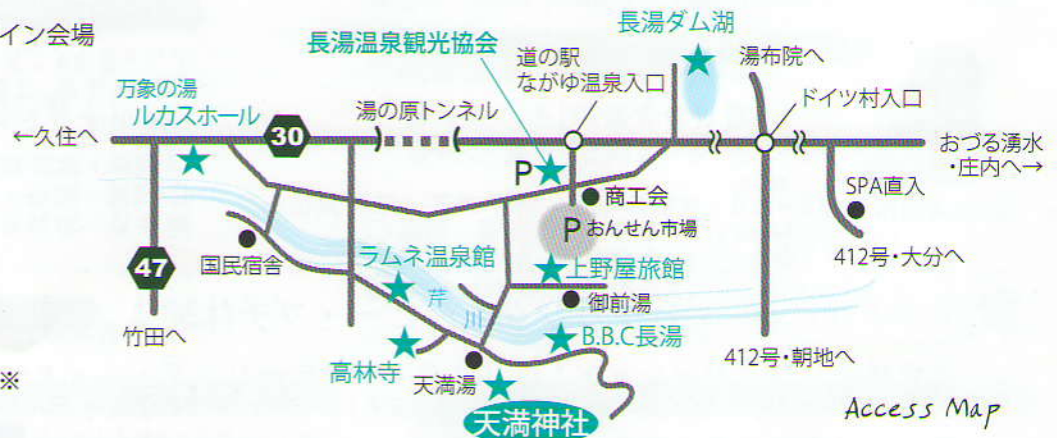 イン会場
長湯ダム湖
長湯温泉観光協会
道の駅
ながゆ温泉入口
湯布院へ
万象の湯
ルカスホール
湯の原トンネル
ドイツ村入口
←久住へ
30
おづる湧水
・庄内へ→
P
商工会
SPA直入
P おんせん市場
47
国民宿舎
ラムネ温泉館
上野屋旅館
412号・大分へ
芹川
御前湯
竹田へ
B.B.C長湯
412号・朝地へ
高林寺
天満湯
※
天満神社
Access Map